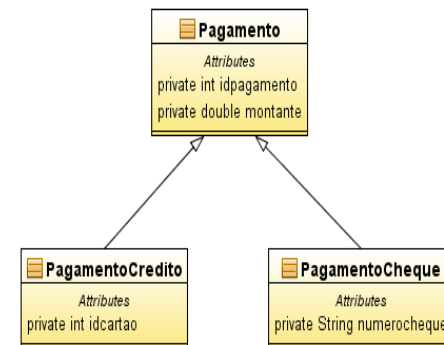 Pagamento
Attributes
private int idpagamento
private double montante
PagamentoCredito
Attributes
private int idcartao
PagamentoCheque
Attributes
private String numerocheque